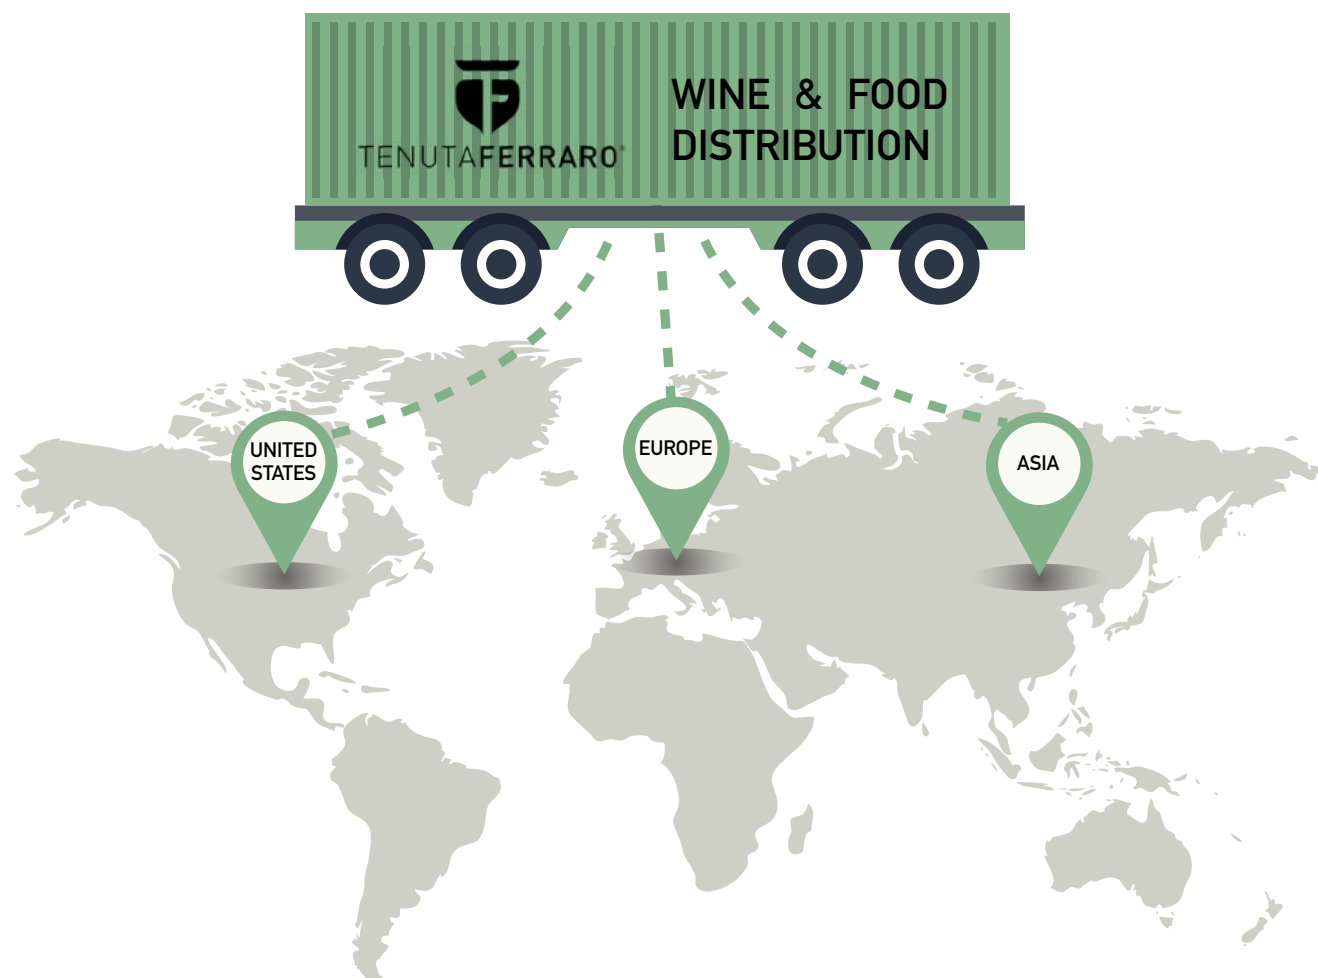 TENUTAFERRARO®
WINE & FOOD
DISTRIBUTION
UNITED
STATES
EUROPE
ASIA